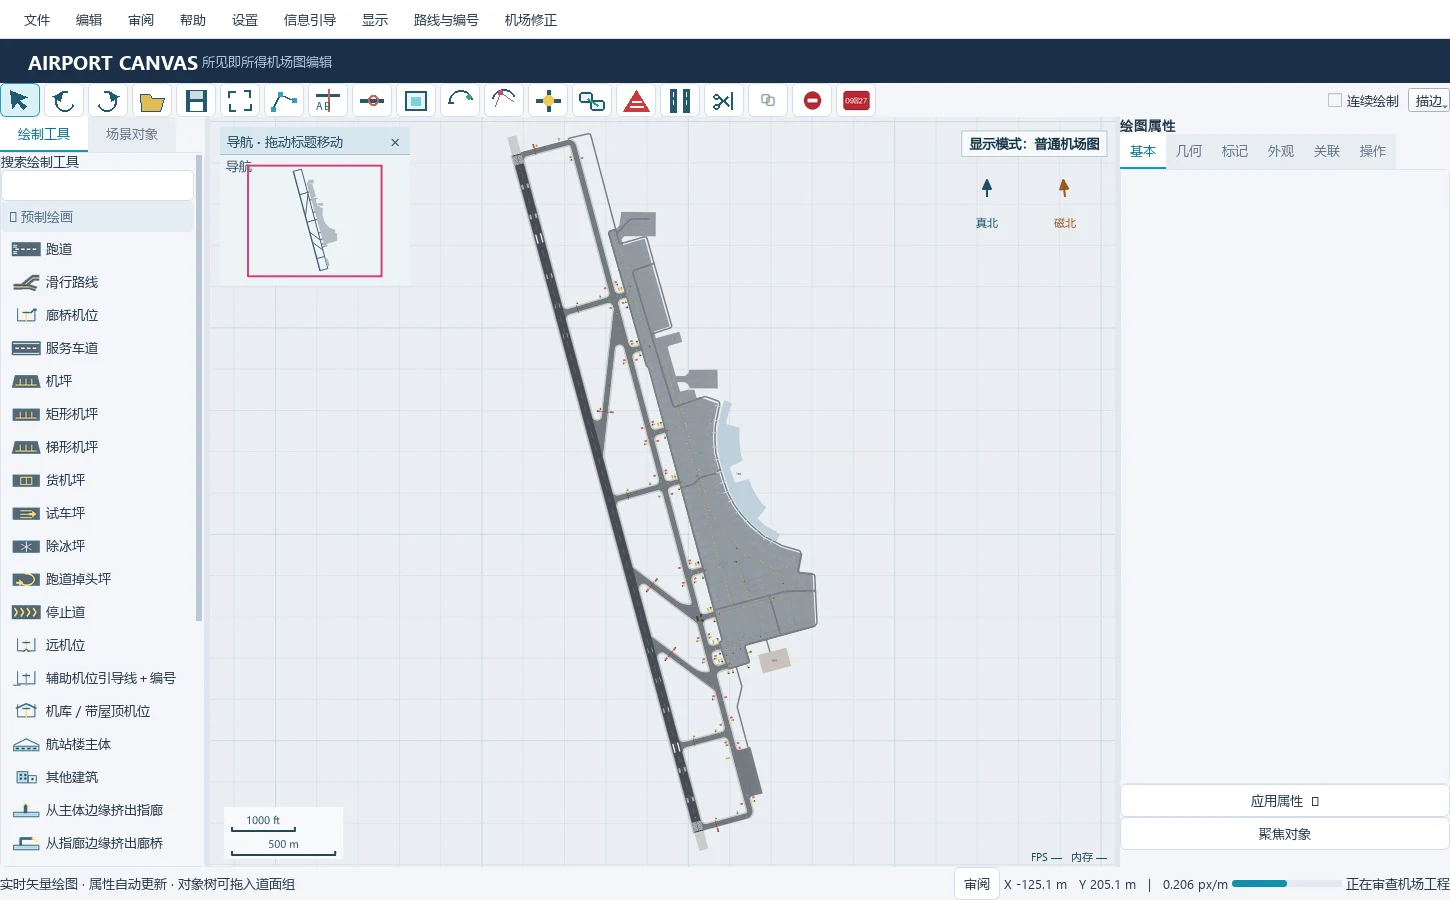 文件 编辑 审阅 帮助 设置 信息引导 显示 路线与编号 机场修正
AIRPORT CANVAS 所见即所得机场图编辑
AB
09 27
连续绘制 描边
绘制工具 场景对象
搜索绘制工具
预制绘画
跑道
滑行路线
廊桥机位
服务车道
机坪
矩形机坪
梯形机坪
货机坪
试车坪
除冰坪
跑道掉头坪
停止道
远机位
辅助机位引导线 + 编号
机库 / 带屋顶机位
航站楼主体
其他建筑
从主体边缘挤出指廊
从指廊边缘挤出廊桥
导航 · 拖动标题移动 ×
导航
显示模式：普通机场图
真北 磁北
1000 ft
500 m
FPS — 内存 —
绘图属性
基本 几何 标记 外观 关联 操作
应用属性
聚焦对象
实时矢量绘图 · 属性自动更新 · 对象树可拖入道面组
审阅 X -125.1 m Y 205.1 m | 0.206 px/m 正在审查机场工程